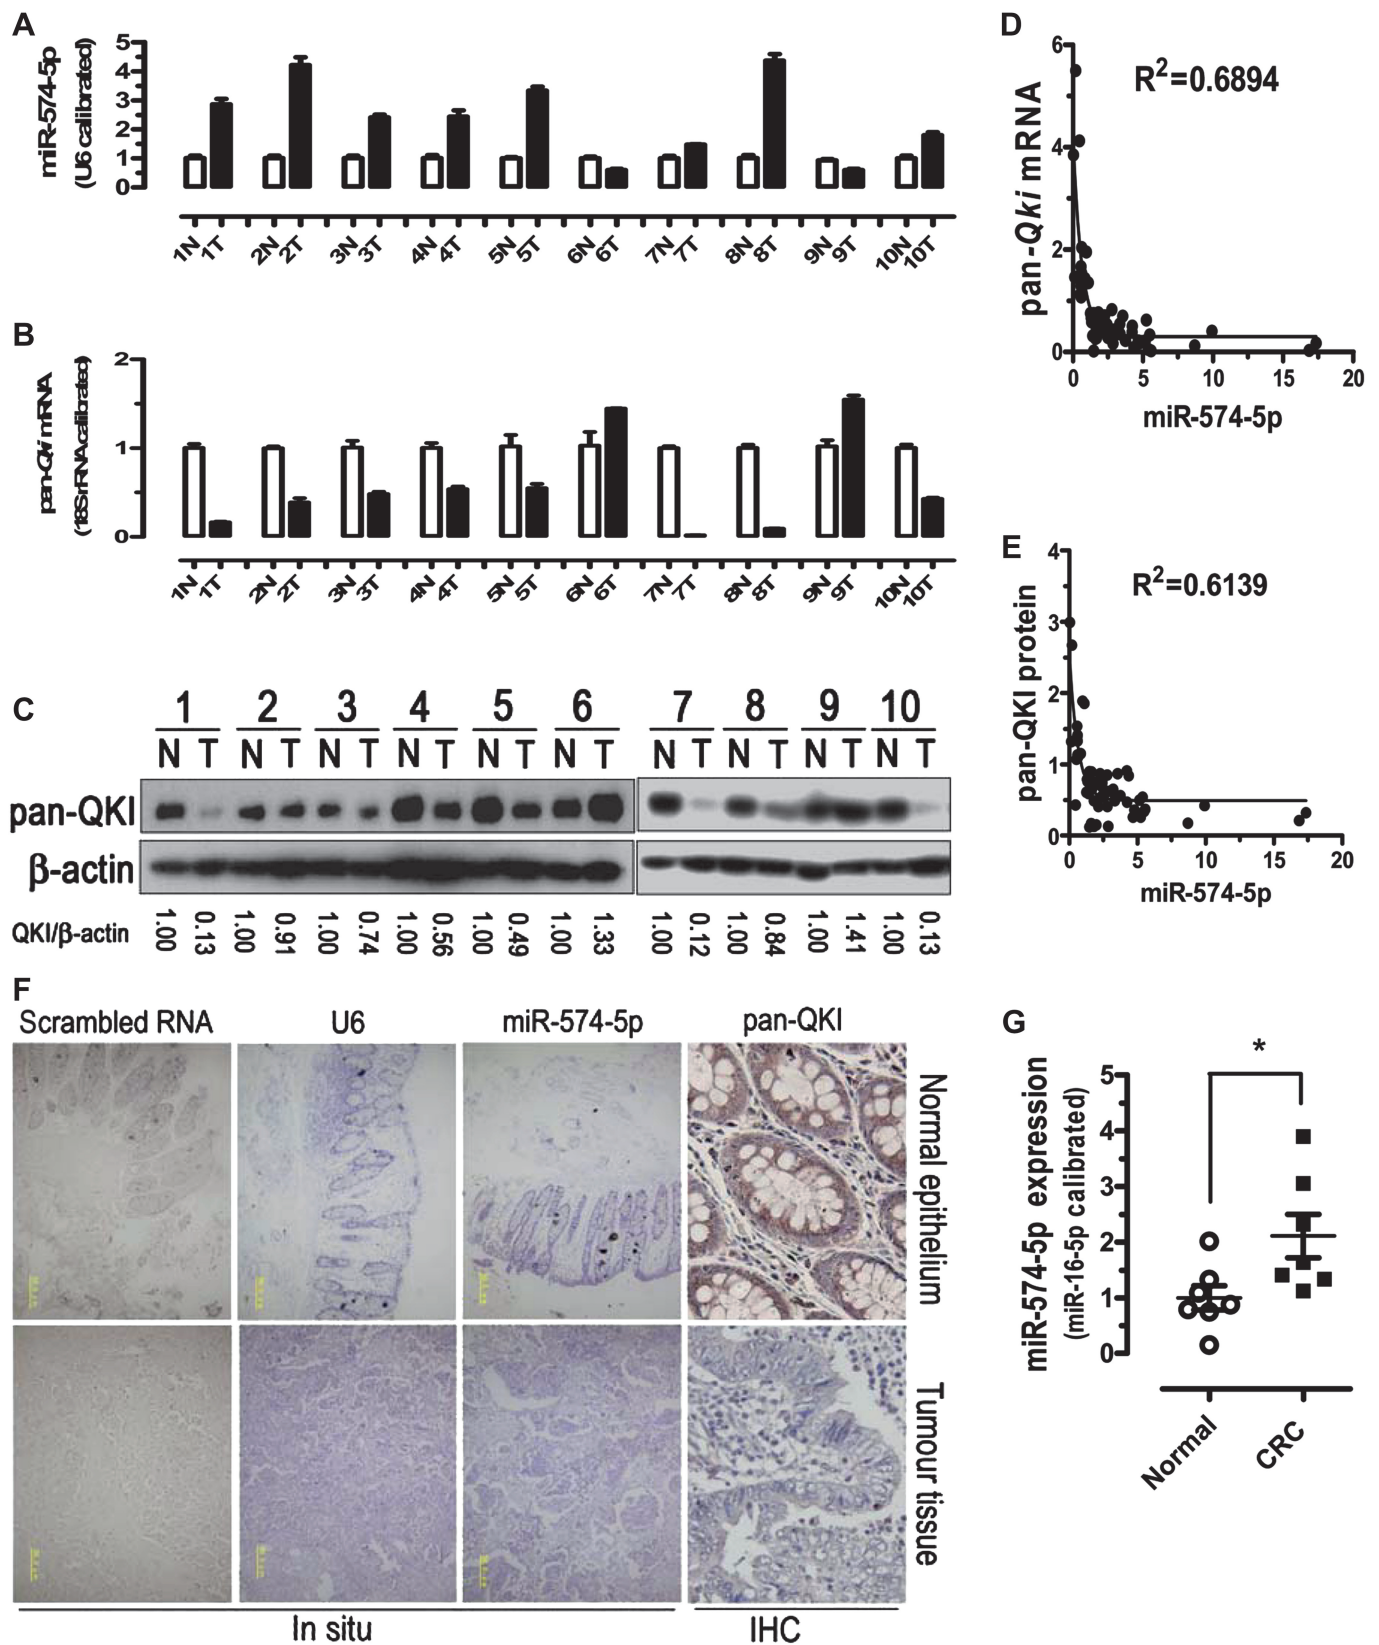 A
miR-574-5p
(U6 calibrated)
5
4
3
2
1
0
1N 1T 2N 2T 3N 3T 4N 4T 5N 5T 6N 6T 7N 7T 8N 8T 9N 9T 10N 10T
B
pan-Qki mRNA
(18S rRNA calibrated)
2
1
0
1N 1T 2N 2T 3N 3T 4N 4T 5N 5T 6N 6T 7N 7T 8N 8T 9N 9T 10N 10T
C
1 2 3 4 5 6 7 8 9 10
N T N T N T N T N T N T N T N T N T N T
pan-QKI
β-actin
QKI/β-actin
1.00 0.13 1.00 0.91 1.00 0.74 1.00 0.56 1.00 0.49 1.00 1.33 1.00 0.12 1.00 0.84 1.00 1.41 1.00 0.13
D
R2=0.6894
pan-Qki mRNA
6
4
2
0
0 5 10 15 20
miR-574-5p
E
R2=0.6139
pan-QKI protein
4
3
2
1
0
0 5 10 15 20
miR-574-5p
F
Scrambled RNA U6 miR-574-5p pan-QKI
Normal epithelium
Tumour tissue
In situ IHC
G
*
miR-574-5p expression
(miR-16-5p calibrated)
5
4
3
2
1
0
Normal CRC